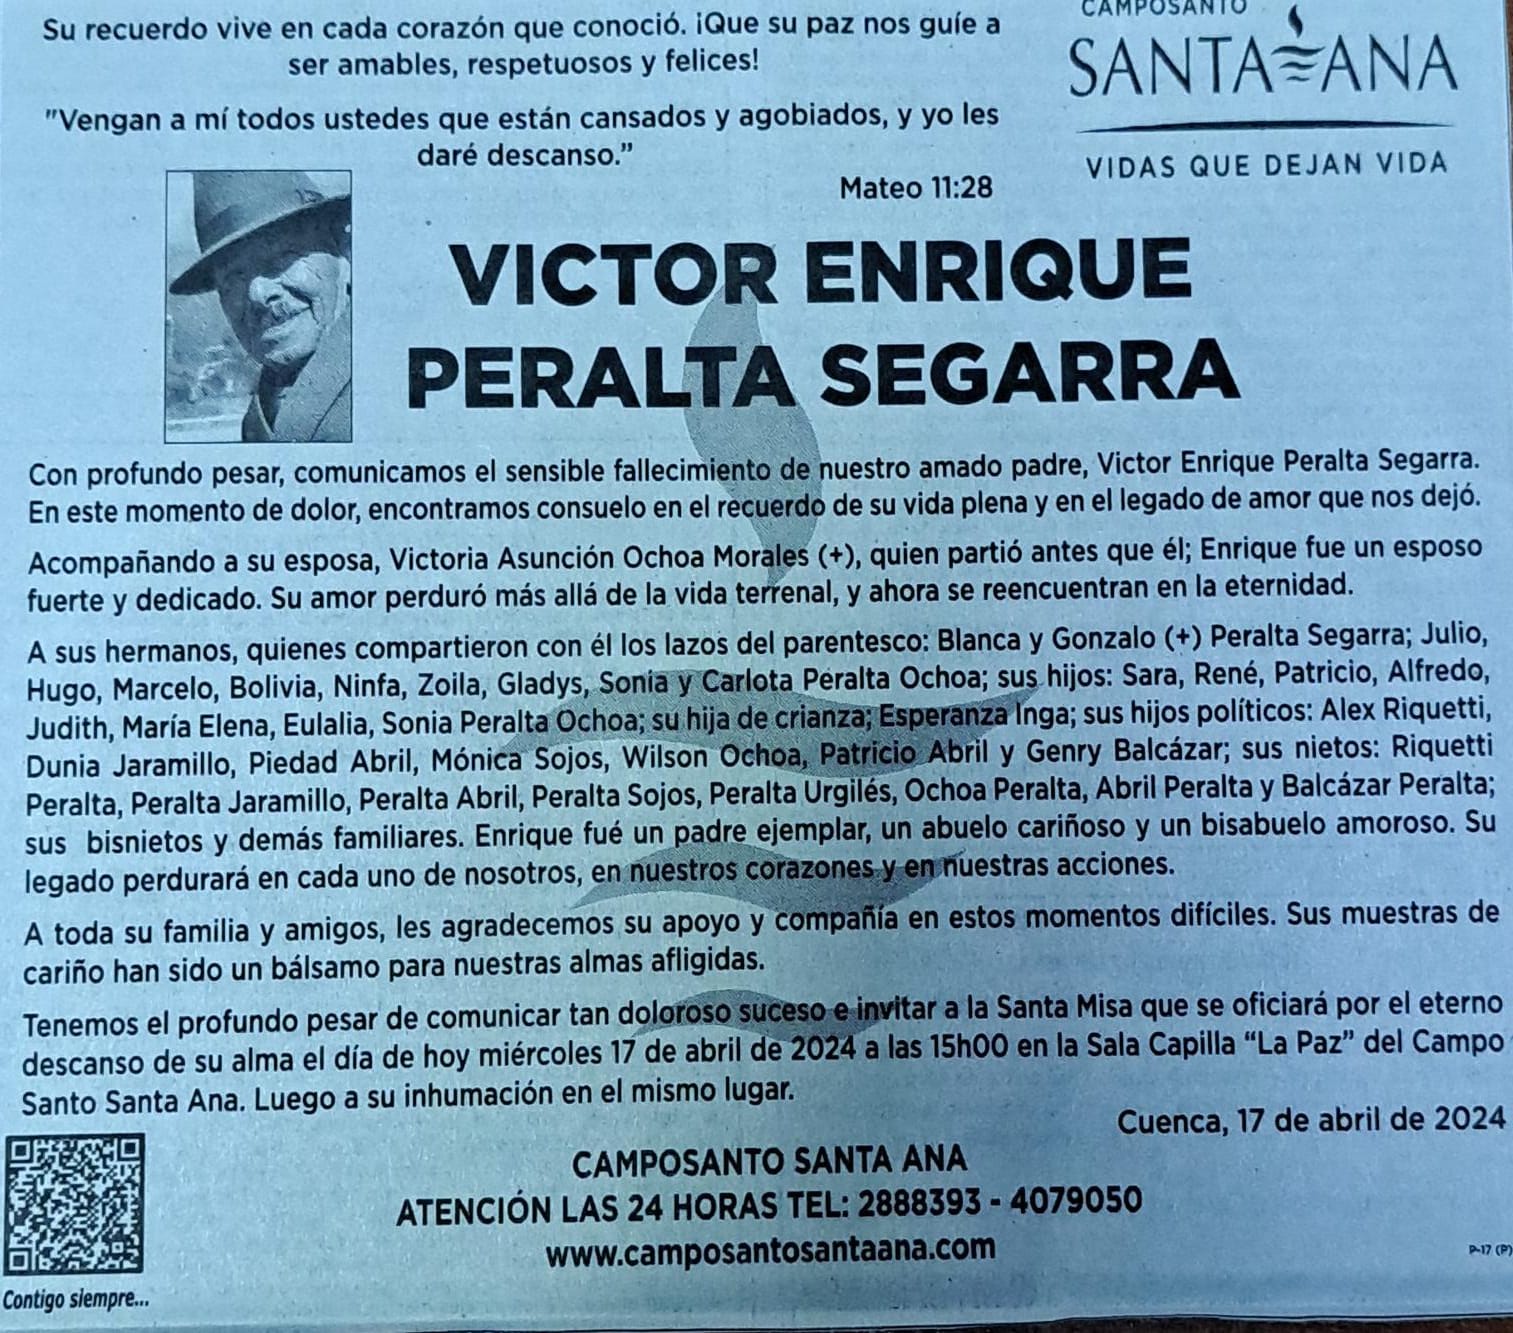 Su recuerdo vive en cada corazón que conoció. ¡Que su paz nos guíe a
ser amables, respetuosos y felices!
"Vengan a mí todos ustedes que están cansados y agobiados, y yo les
daré descanso.”
Mateo 11:28
CAMPOSANTO
SANTA ANA
VIDAS QUE DEJAN VIDA
VICTOR ENRIQUE
PERALTA SEGARRA
Con profundo pesar, comunicamos el sensible fallecimiento de nuestro amado padre, Victor Enrique Peralta Segarra.
En este momento de dolor, encontramos consuelo en el recuerdo de su vida plena y en el legado de amor que nos dejó.
Acompañando a su esposa, Victoria Asunción Ochoa Morales (+), quien partió antes que él; Enrique fue un esposo
fuerte y dedicado. Su amor perduró más allá de la vida terrenal, y ahora se reencuentran en la eternidad.
A sus hermanos, quienes compartieron con él los lazos del parentesco: Blanca y Gonzalo (+) Peralta Segarra; Julio,
Hugo, Marcelo, Bolivia, Ninfa, Zoila, Gladys, Sonia y Carlota Peralta Ochoa; sus hijos: Sara, René, Patricio, Alfredo,
Judith, María Elena, Eulalia, Sonia Peralta Ochoa; su hija de crianza; Esperanza Inga; sus hijos políticos: Alex Riquetti,
Dunia Jaramillo, Piedad Abril, Mónica Sojos, Wilson Ochoa, Patricio Abril y Genry Balcázar; sus nietos: Riquetti
Peralta, Peralta Jaramillo, Peralta Abril, Peralta Sojos, Peralta Urgilés, Ochoa Peralta, Abril Peralta y Balcázar Peralta;
sus bisnietos y demás familiares. Enrique fué un padre ejemplar, un abuelo cariñoso y un bisabuelo amoroso. Su
legado perdurará en cada uno de nosotros, en nuestros corazones y en nuestras acciones.
A toda su familia y amigos, les agradecemos su apoyo y compañía en estos momentos difíciles. Sus muestras de
cariño han sido un bálsamo para nuestras almas afligidas.
Tenemos el profundo pesar de comunicar tan doloroso suceso e invitar a la Santa Misa que se oficiará por el eterno
descanso de su alma el día de hoy miércoles 17 de abril de 2024 a las 15h00 en la Sala Capilla “La Paz” del Campo
Santo Santa Ana. Luego a su inhumación en el mismo lugar.
Cuenca, 17 de abril de 2024
CAMPOSANTO SANTA ANA
ATENCIÓN LAS 24 HORAS TEL: 2888393 - 4079050
www.camposantosantaana.com
P-17 (P)
Contigo siempre...